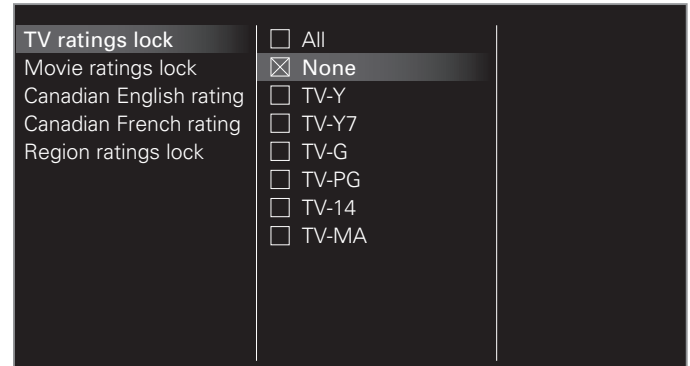 TV ratings lock
Movie ratings lock
Canadian English rating
Canadian French rating
Region ratings lock
All
None
TV-Y
TV-Y7
TV-G
TV-PG
TV-14
TV-MA